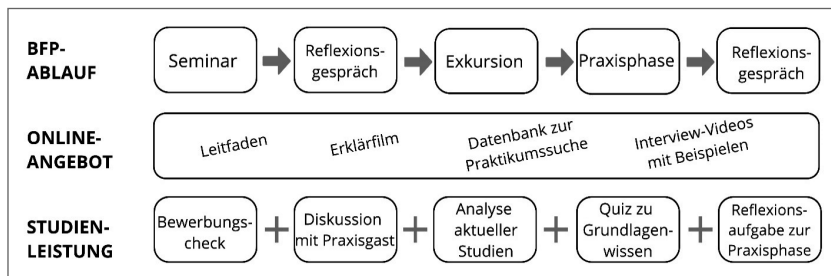 BFP-
ABLAUF
Seminar
Reflexions-
gespräch
Exkursion
Praxisphase
Reflexions-
gespräch
ONLINE-
ANGEBOT
Leitfaden
Erklärfilm
Datenbank zur
Praktikumssuche
Interview-Videos
mit Beispielen
STUDIEN-
LEISTUNG
Bewerbungs-
check
+
Diskussion
mit Praxisgast
+
Analyse
aktueller
Studien
+
Quiz zu
Grundlagen-
wissen
+
Reflexions-
aufgabe zur
Praxisphase